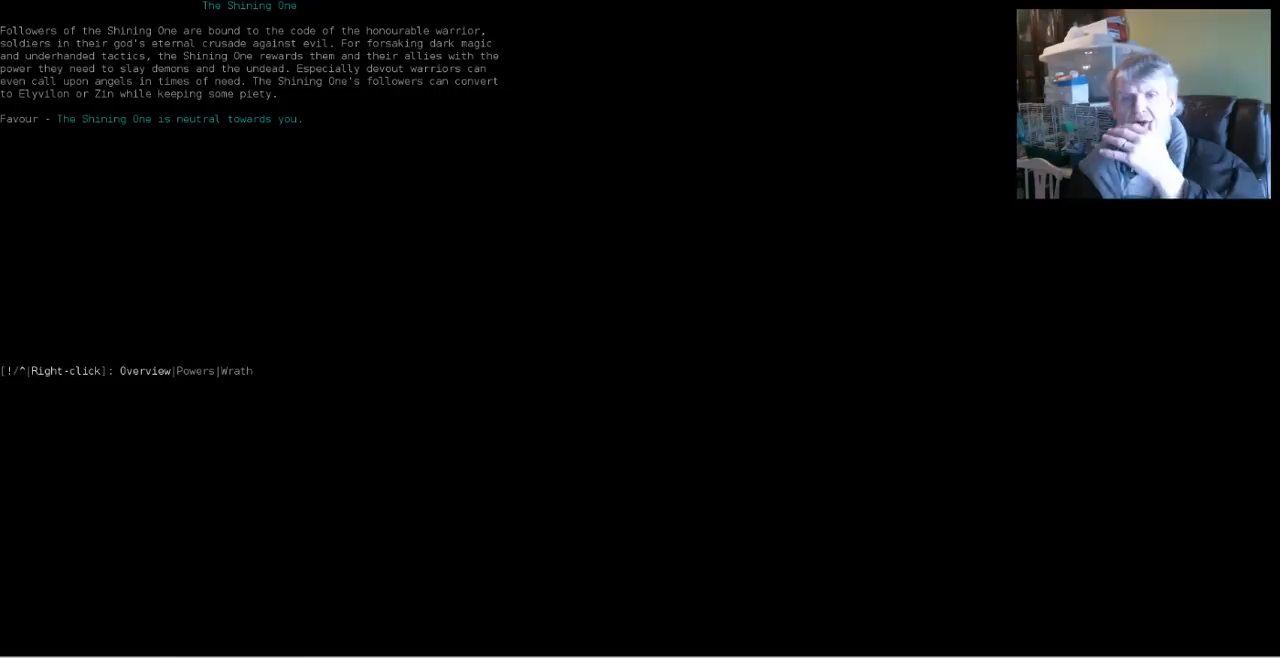 The Shining One
Followers of the Shining One are bound to the code of the honourable warrior,
soldiers in their god's eternal crusade against evil. For forsaking dark magic
and underhanded tactics, the Shining One rewards them and their allies with the
power they need to slay demons and the undead. Especially devout warriors can
even call upon angels in times of need. The Shining One's followers can convert
to Elyvilon or Zin while keeping some piety.
Favour - The Shining One is neutral towards you.
[!/^|Right-click]: Overview|Powers|Wrath